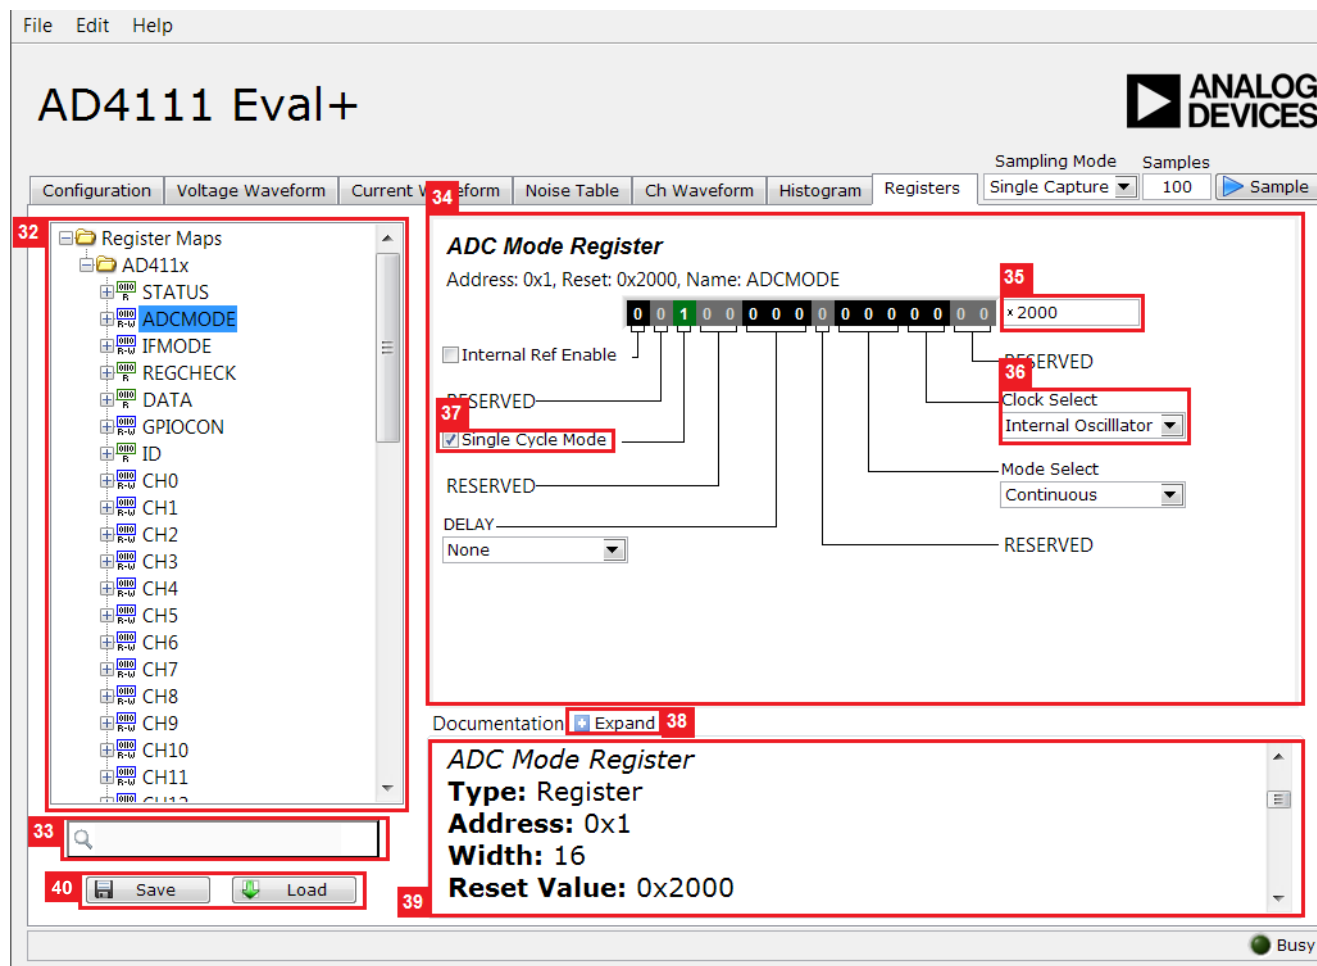 File Edit Help
AD4111 Eval+
ANALOG
DEVICES
Sampling Mode Samples
Configuration Voltage Waveform Current Waveform Noise Table Ch Waveform Histogram Registers Single Capture 100 Sample
34
32
Register Maps
AD411x
STATUS
ADCMODE
IFMODE
REGCHECK
DATA
GPIOCON
ID
CH0
CH1
CH2
CH3
CH4
CH5
CH6
CH7
CH8
CH9
CH10
CH11
CH12
33
40 Save Load
ADC Mode Register
Address: 0x1, Reset: 0x2000, Name: ADCMODE
35
0 0 1 0 0 0 0 0 0 0 0 0 0 0 0 0 x 2000
Internal Ref Enable
RESERVED
RESERVED
36
37
Clock Select
Internal Oscilllator
Single Cycle Mode
Mode Select
Continuous
RESERVED
DELAY
None
RESERVED
Documentation Expand 38
ADC Mode Register
Type: Register
Address: 0x1
Width: 16
Reset Value: 0x2000
39
Busy